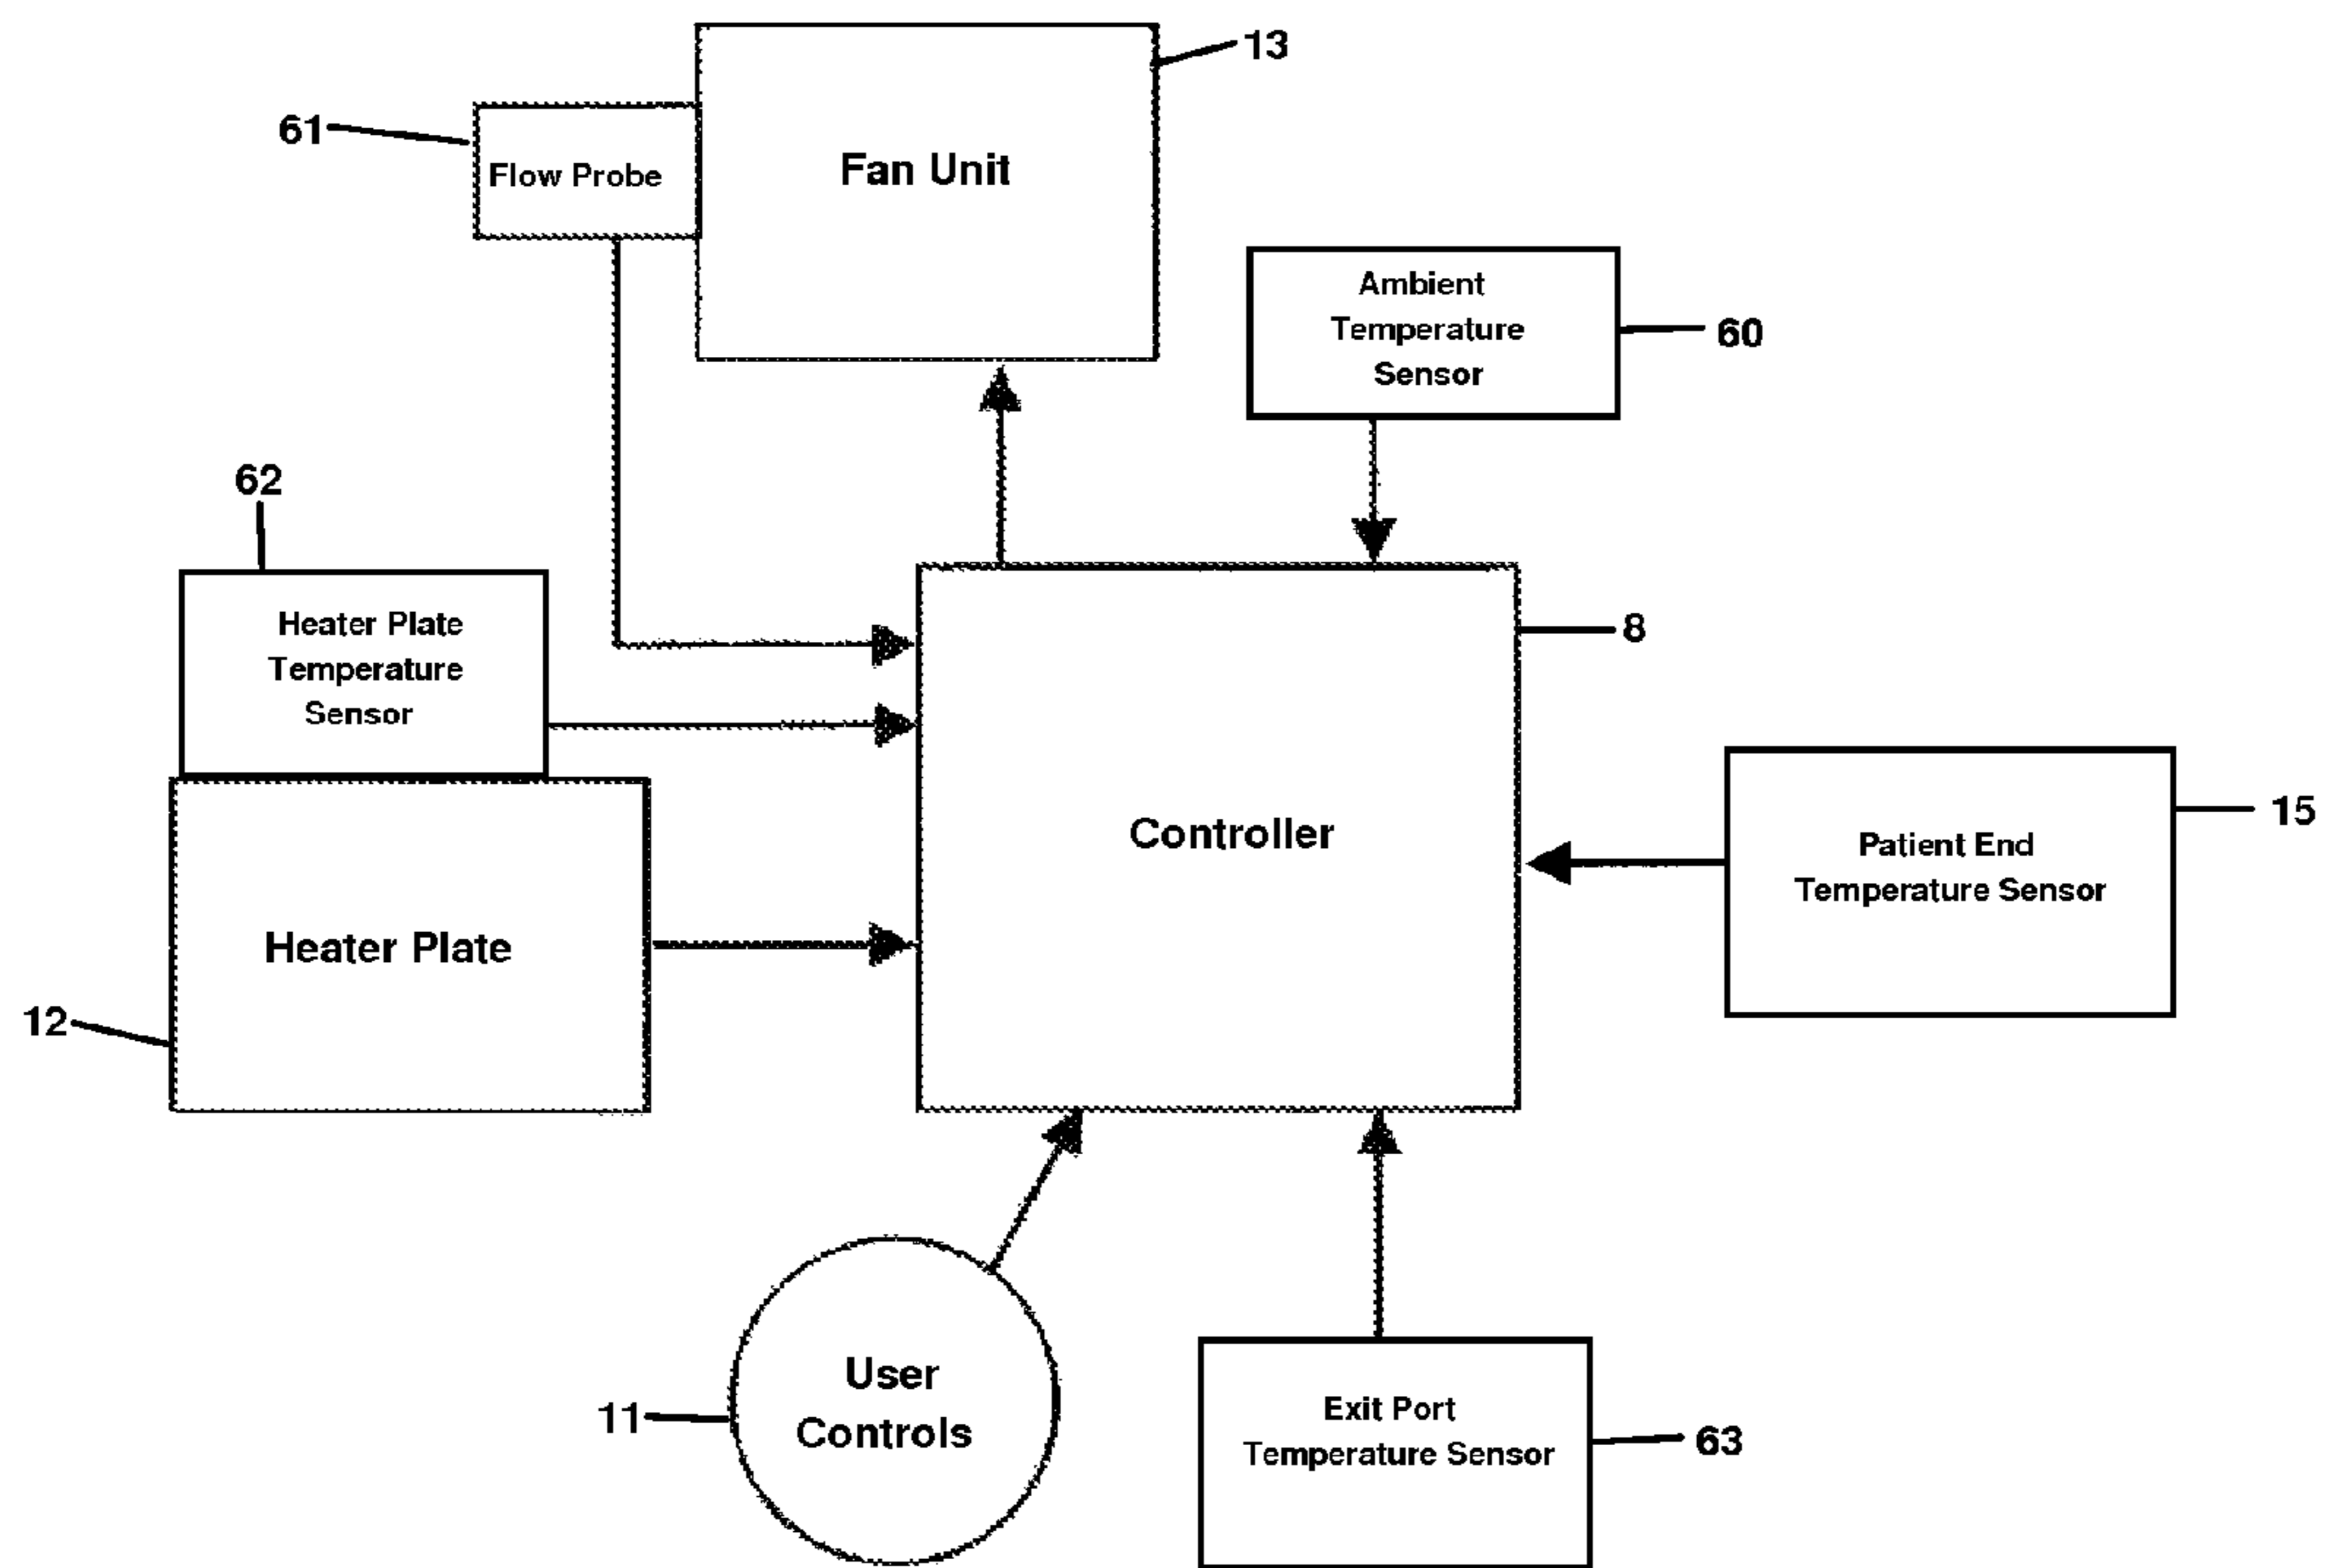 13
61
Flow Probe
Fan Unit
Ambient
Temperature
Sensor
60
62
Heater Plate
Temperature
Sensor
8
Controller
15
Patient End
Temperature Sensor
Heater Plate
12
User
Controls
11
Exit Port
Temperature Sensor
63